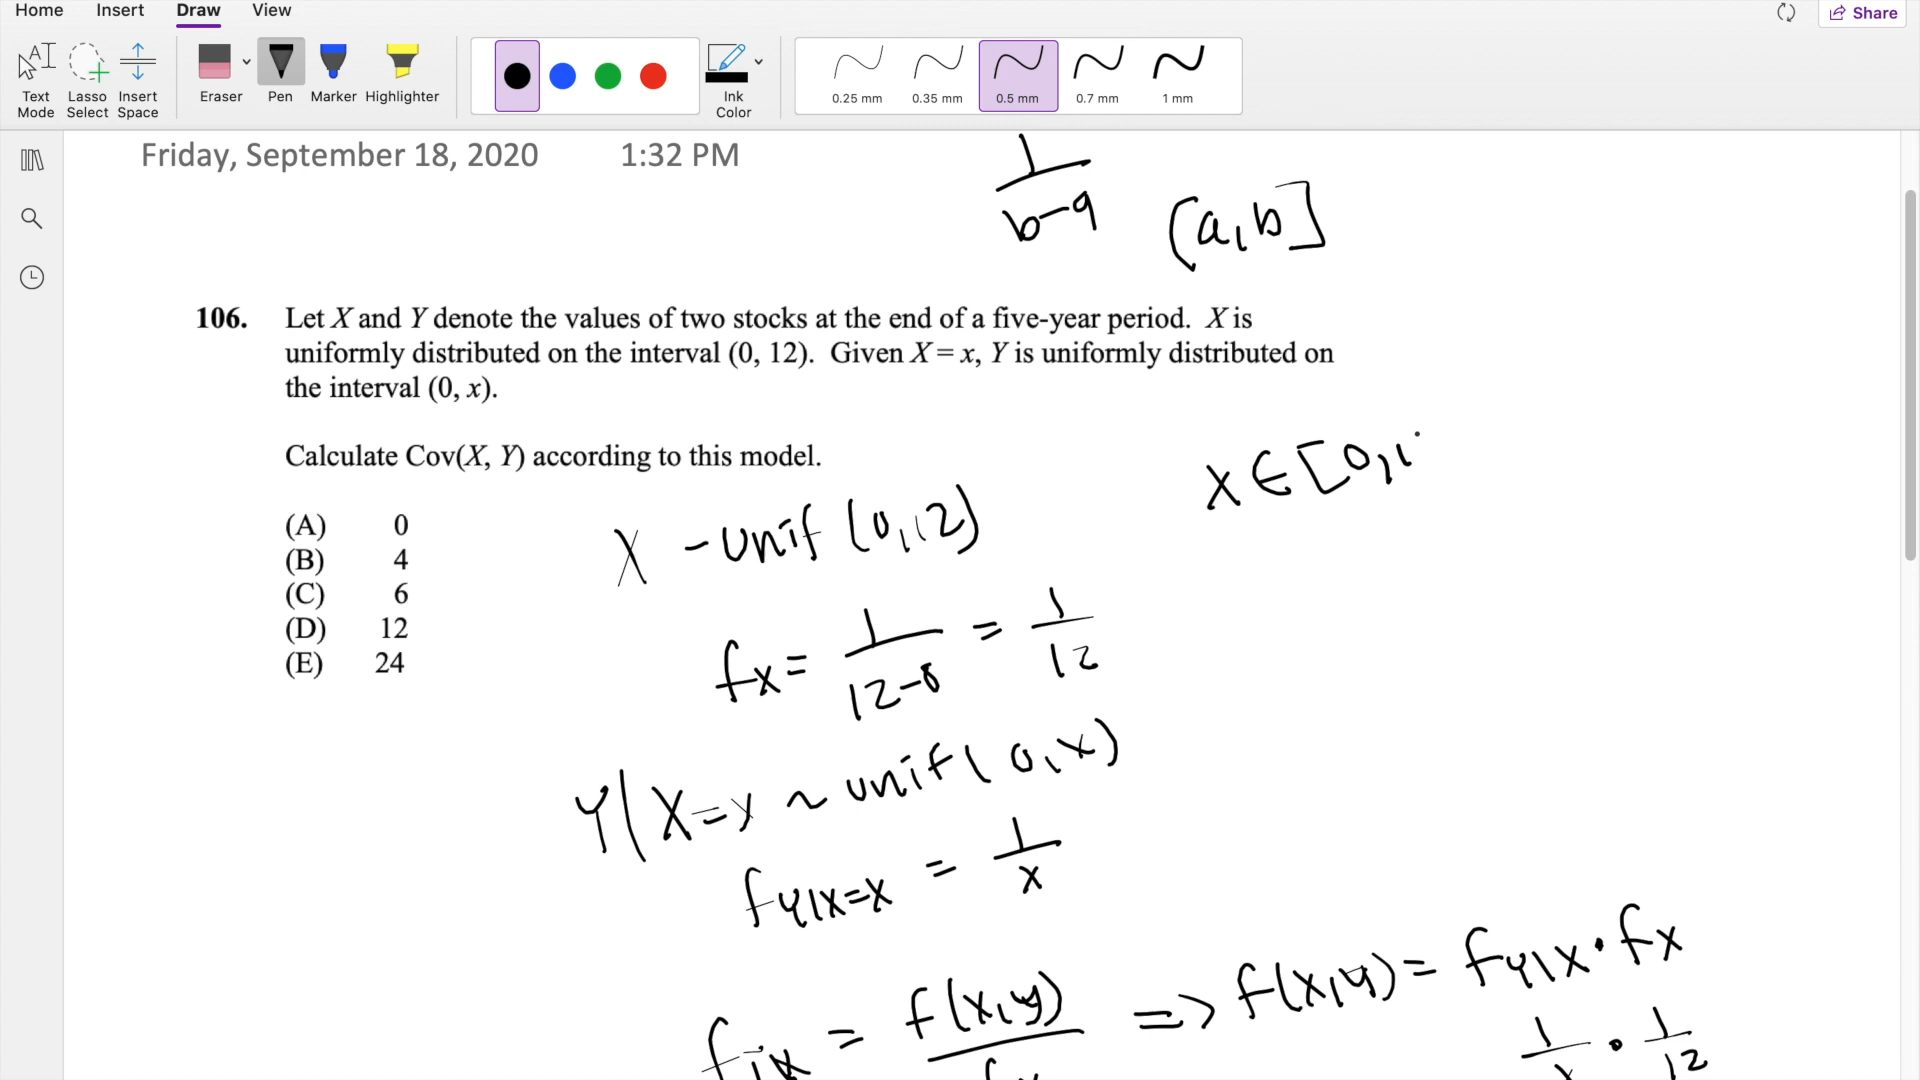 Home Insert Draw View Share
Text Mode Lasso Select Insert Space Eraser Pen Marker Highlighter Ink Color 0.25 mm 0.35 mm 0.5 mm 0.7 mm 1 mm
Friday, September 18, 2020 1:32 PM
1/(b-a) (a,b]
106. Let X and Y denote the values of two stocks at the end of a five-year period. X is
uniformly distributed on the interval (0, 12). Given X = x, Y is uniformly distributed on
the interval (0, x).
Calculate Cov(X, Y) according to this model.
X ∈ [0,1
(A) 0
(B) 4
(C) 6
(D) 12
(E) 24
X - unif (0,12)
fx = 1/(12-0) = 1/12
Y|X=x ~ unif(0,x)
fY|X=x = 1/x
= f(x,y) => f(x,y) = fY|X · fx
· 1/12